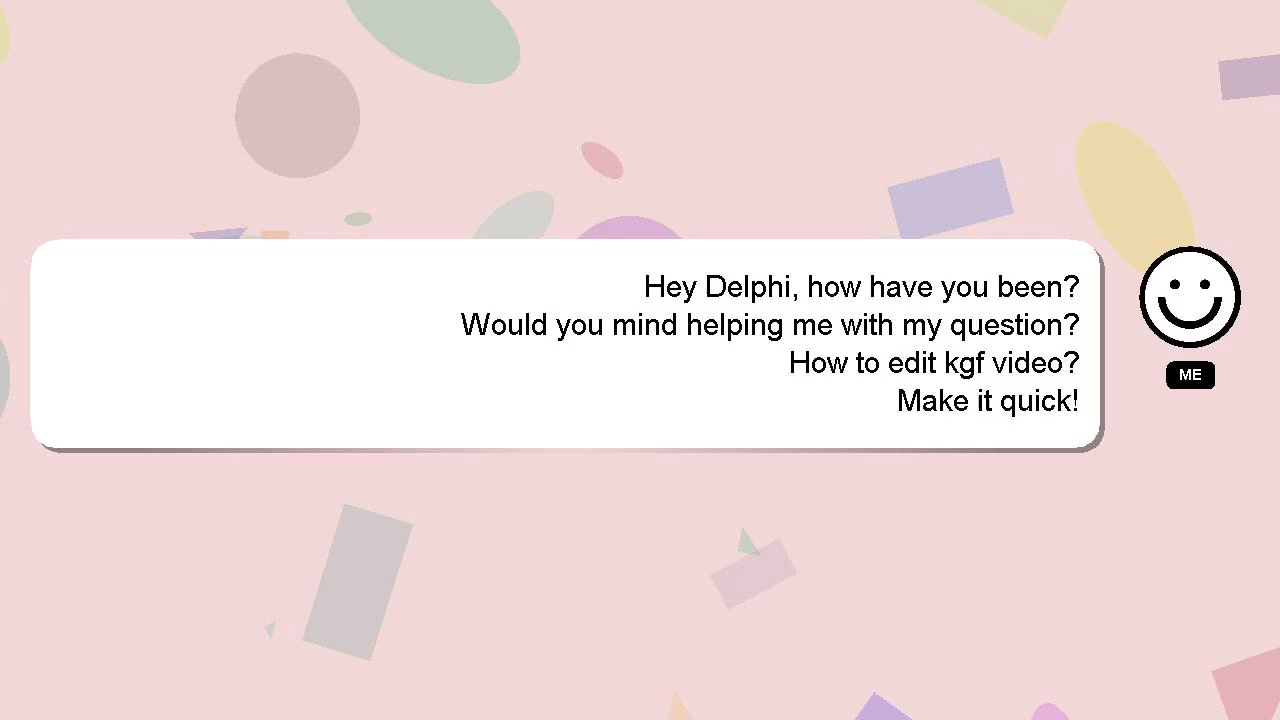 Hey Delphi, how have you been?
Would you mind helping me with my question?
How to edit kgf video?
Make it quick!
ME